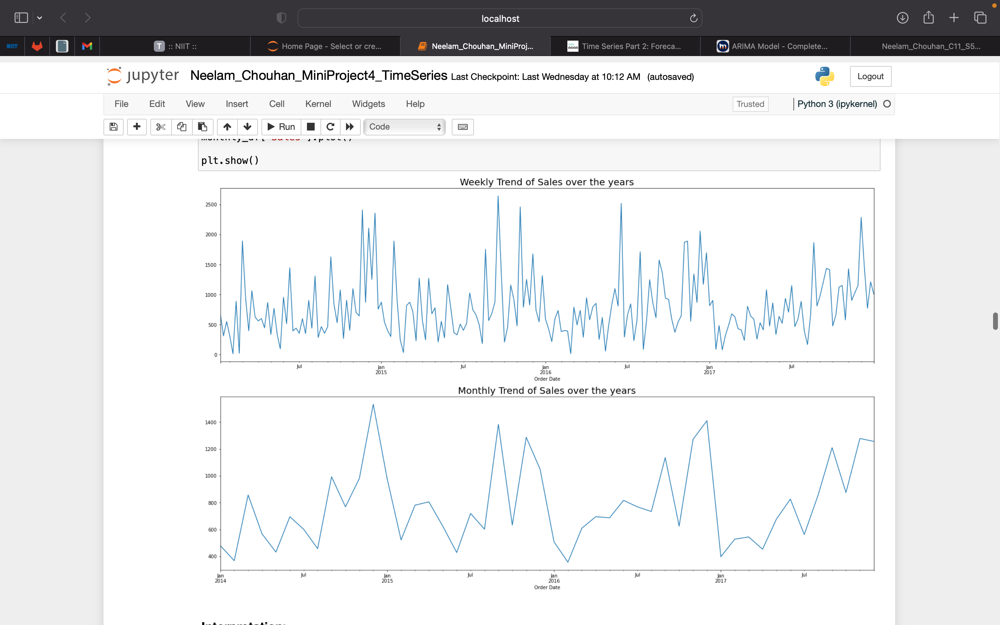 localhost
NIIT
T :: NIIT ::
Home Page - Select or cre...
Neelam_Chouhan_MiniProj...
mkb datalab Time Series Part 2: Foreca...
m ARIMA Model - Complete...
Neelam_Chouhan_C11_S5...
jupyter Neelam_Chouhan_MiniProject4_TimeSeries Last Checkpoint: Last Wednesday at 10:12 AM (autosaved)
Logout
File Edit View Insert Cell Kernel Widgets Help
Trusted
Python 3 (ipykernel)
Run
Code
plt.show()
Weekly Trend of Sales over the years
2500
2000
1500
1000
500
0
Jul Jan Jul Jan Jul Jan Jul
2015 2016 2017
Order Date
Monthly Trend of Sales over the years
1400
1200
1000
800
600
400
Jan Jul Jan Jul Jan Jul Jan Jul
2014 2015 2016 2017
Order Date